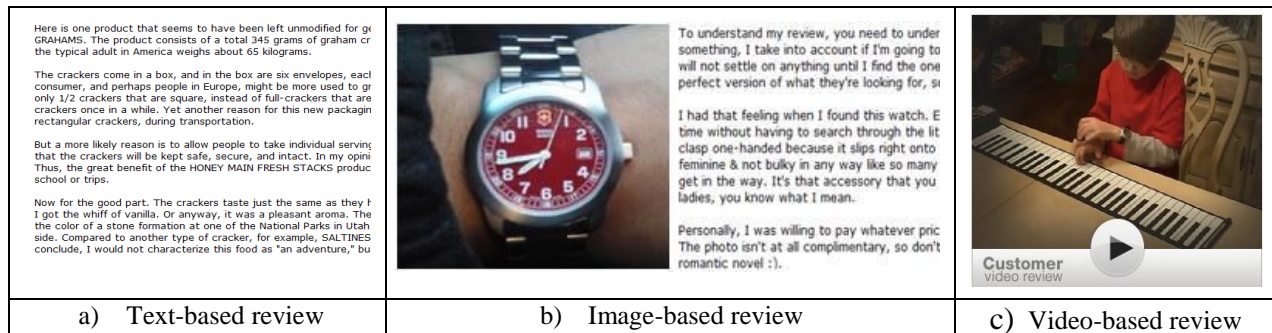 Here is one product that seems to have been left unmodified for ge
GRAHAMS. The product consists of a total 345 grams of graham cr
the typical adult in America weighs about 65 kilograms.
The crackers come in a box, and in the box are six envelopes, each
consumer, and perhaps people in Europe, might be more used to gr
only 1/2 crackers that are square, instead of full-crackers that are
crackers once in a while. Yet another reason for this new packagin
rectangular crackers, during transportation.
But a more likely reason is to allow people to take individual serving
that the crackers will be kept safe, secure, and intact. In my opini
Thus, the great benefit of the HONEY MAIN FRESH STACKS produc
school or trips.
Now for the good part. The crackers taste just the same as they h
I got the whiff of vanilla. Or anyway, it was a pleasant aroma. The
the color of a stone formation at one of the National Parks in Utah
side. Compared to another type of cracker, for example, SALTINES
conclude, I would not characterize this food as "an adventure," bu
a) Text-based review
12
1
2
3
4
5
6
7
8
9
10
11
To understand my review, you need to under
something, I take into account if I'm going to
will not settle on anything until I find the one
perfect version of what they're looking for, s
I had that feeling when I found this watch. E
time without having to search through the lit
clasp one-handed because it slips right onto
feminine & not bulky in any way like so many
get in the way. It's that accessory that you
ladies, you know what I mean.
Personally, I was willing to pay whatever pric
The photo isn't at all complimentary, so don't
romantic novel :).
b) Image-based review
Customer
video review
c) Video-based review